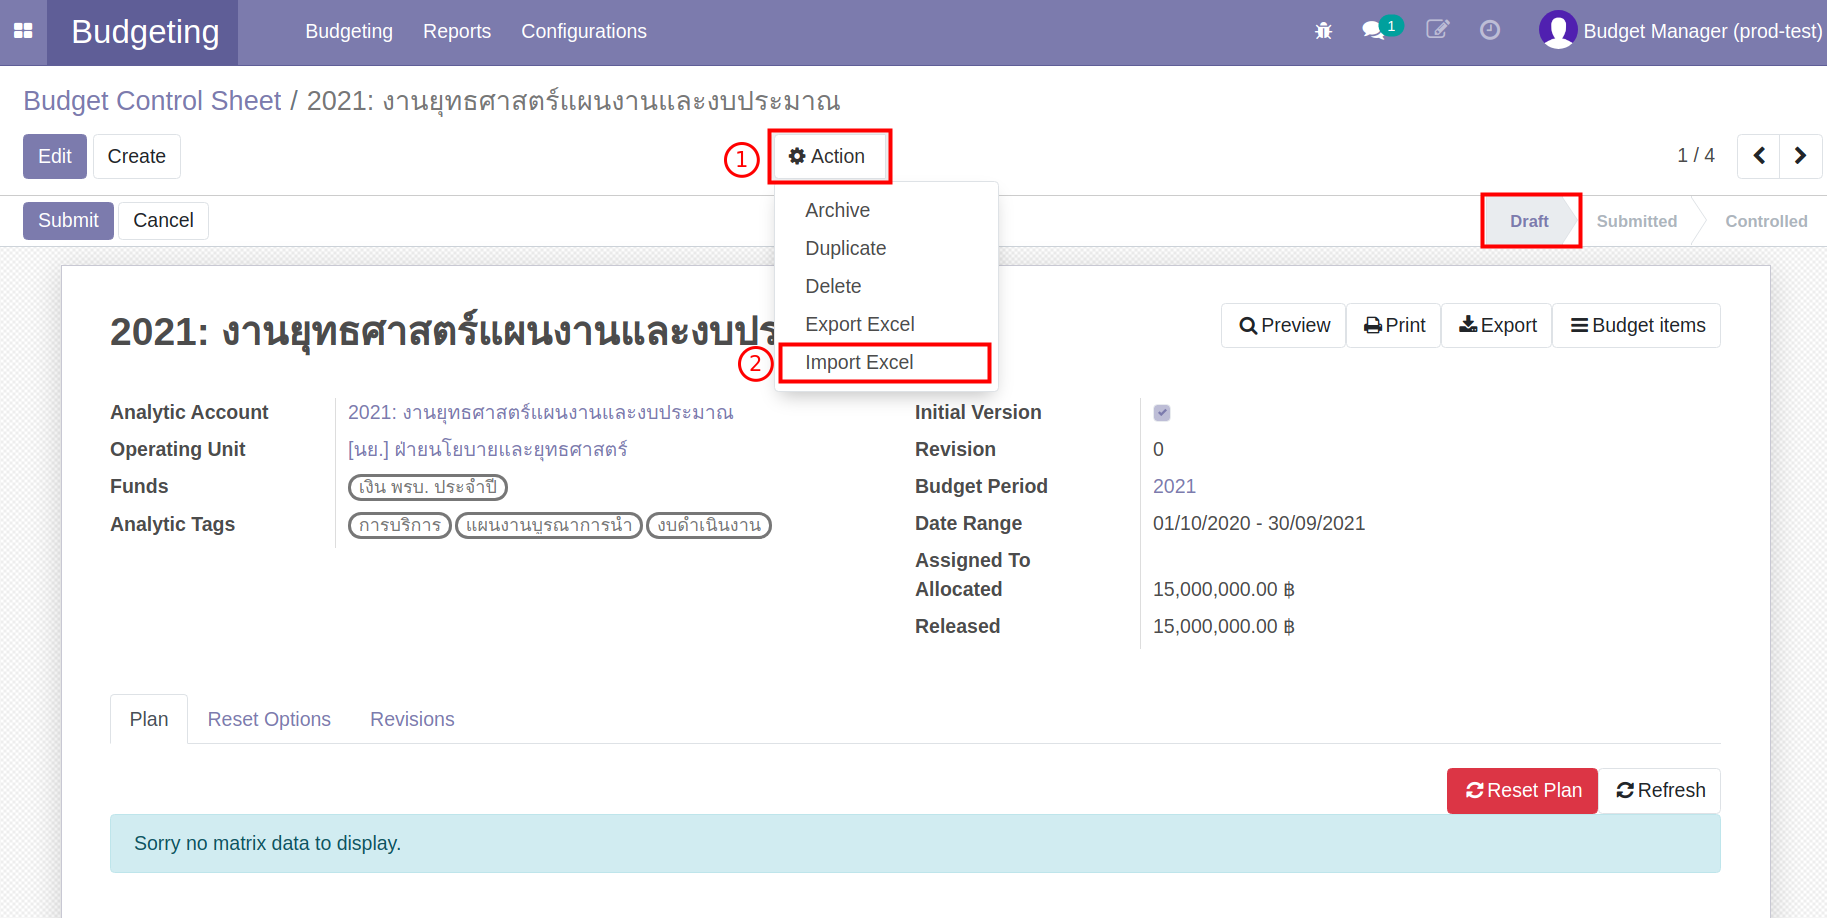 Budgeting Budgeting Reports Configurations 1 Budget Manager (prod-test)
Budget Control Sheet / 2021: งานยุทธศาสตร์แผนงานและงบประมาณ
Edit Create 1 Action 1 / 4
Submit Cancel Draft Submitted Controlled
Archive
Duplicate
Delete
Export Excel
2 Import Excel
2021: งานยุทธศาสตร์แผนงานและงบปร
Preview Print Export Budget items
Analytic Account 2021: งานยุทธศาสตร์แผนงานและงบประมาณ
Operating Unit [นย.] ฝ่ายนโยบายและยุทธศาสตร์
Funds เงิน พรบ. ประจำปี
Analytic Tags การบริการ แผนงานบูรณาการนำ งบดำเนินงาน
Initial Version
Revision 0
Budget Period 2021
Date Range 01/10/2020 - 30/09/2021
Assigned To
Allocated 15,000,000.00 ฿
Released 15,000,000.00 ฿
Plan Reset Options Revisions
Reset Plan Refresh
Sorry no matrix data to display.